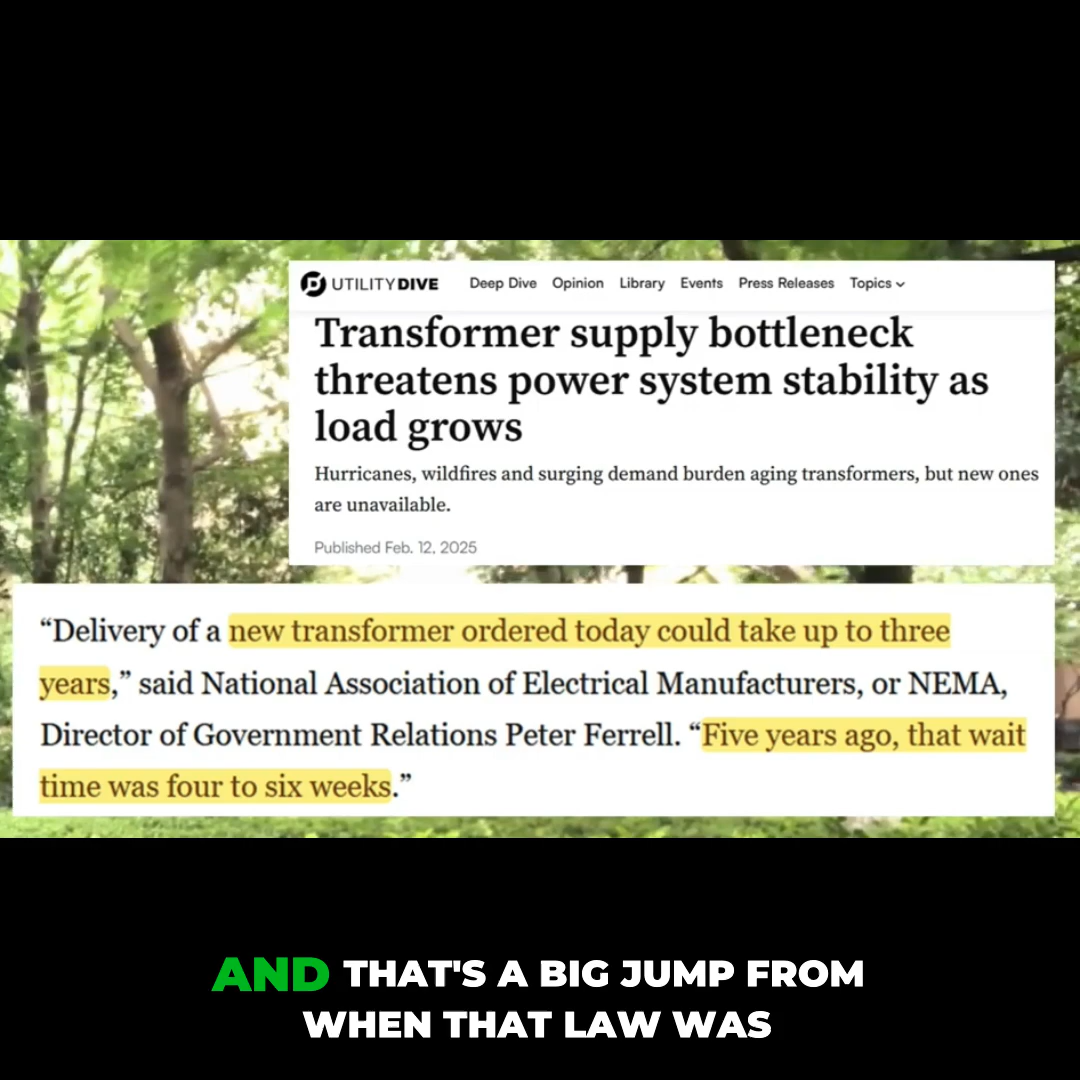 UTILITY DIVE Deep Dive Opinion Library Events Press Releases Topics
Transformer supply bottleneck
threatens power system stability as
load grows
Hurricanes, wildfires and surging demand burden aging transformers, but new ones
are unavailable.
Published Feb. 12, 2025
“Delivery of a new transformer ordered today could take up to three
years,” said National Association of Electrical Manufacturers, or NEMA,
Director of Government Relations Peter Ferrell. “Five years ago, that wait
time was four to six weeks.”
AND THAT'S A BIG JUMP FROM
WHEN THAT LAW WAS